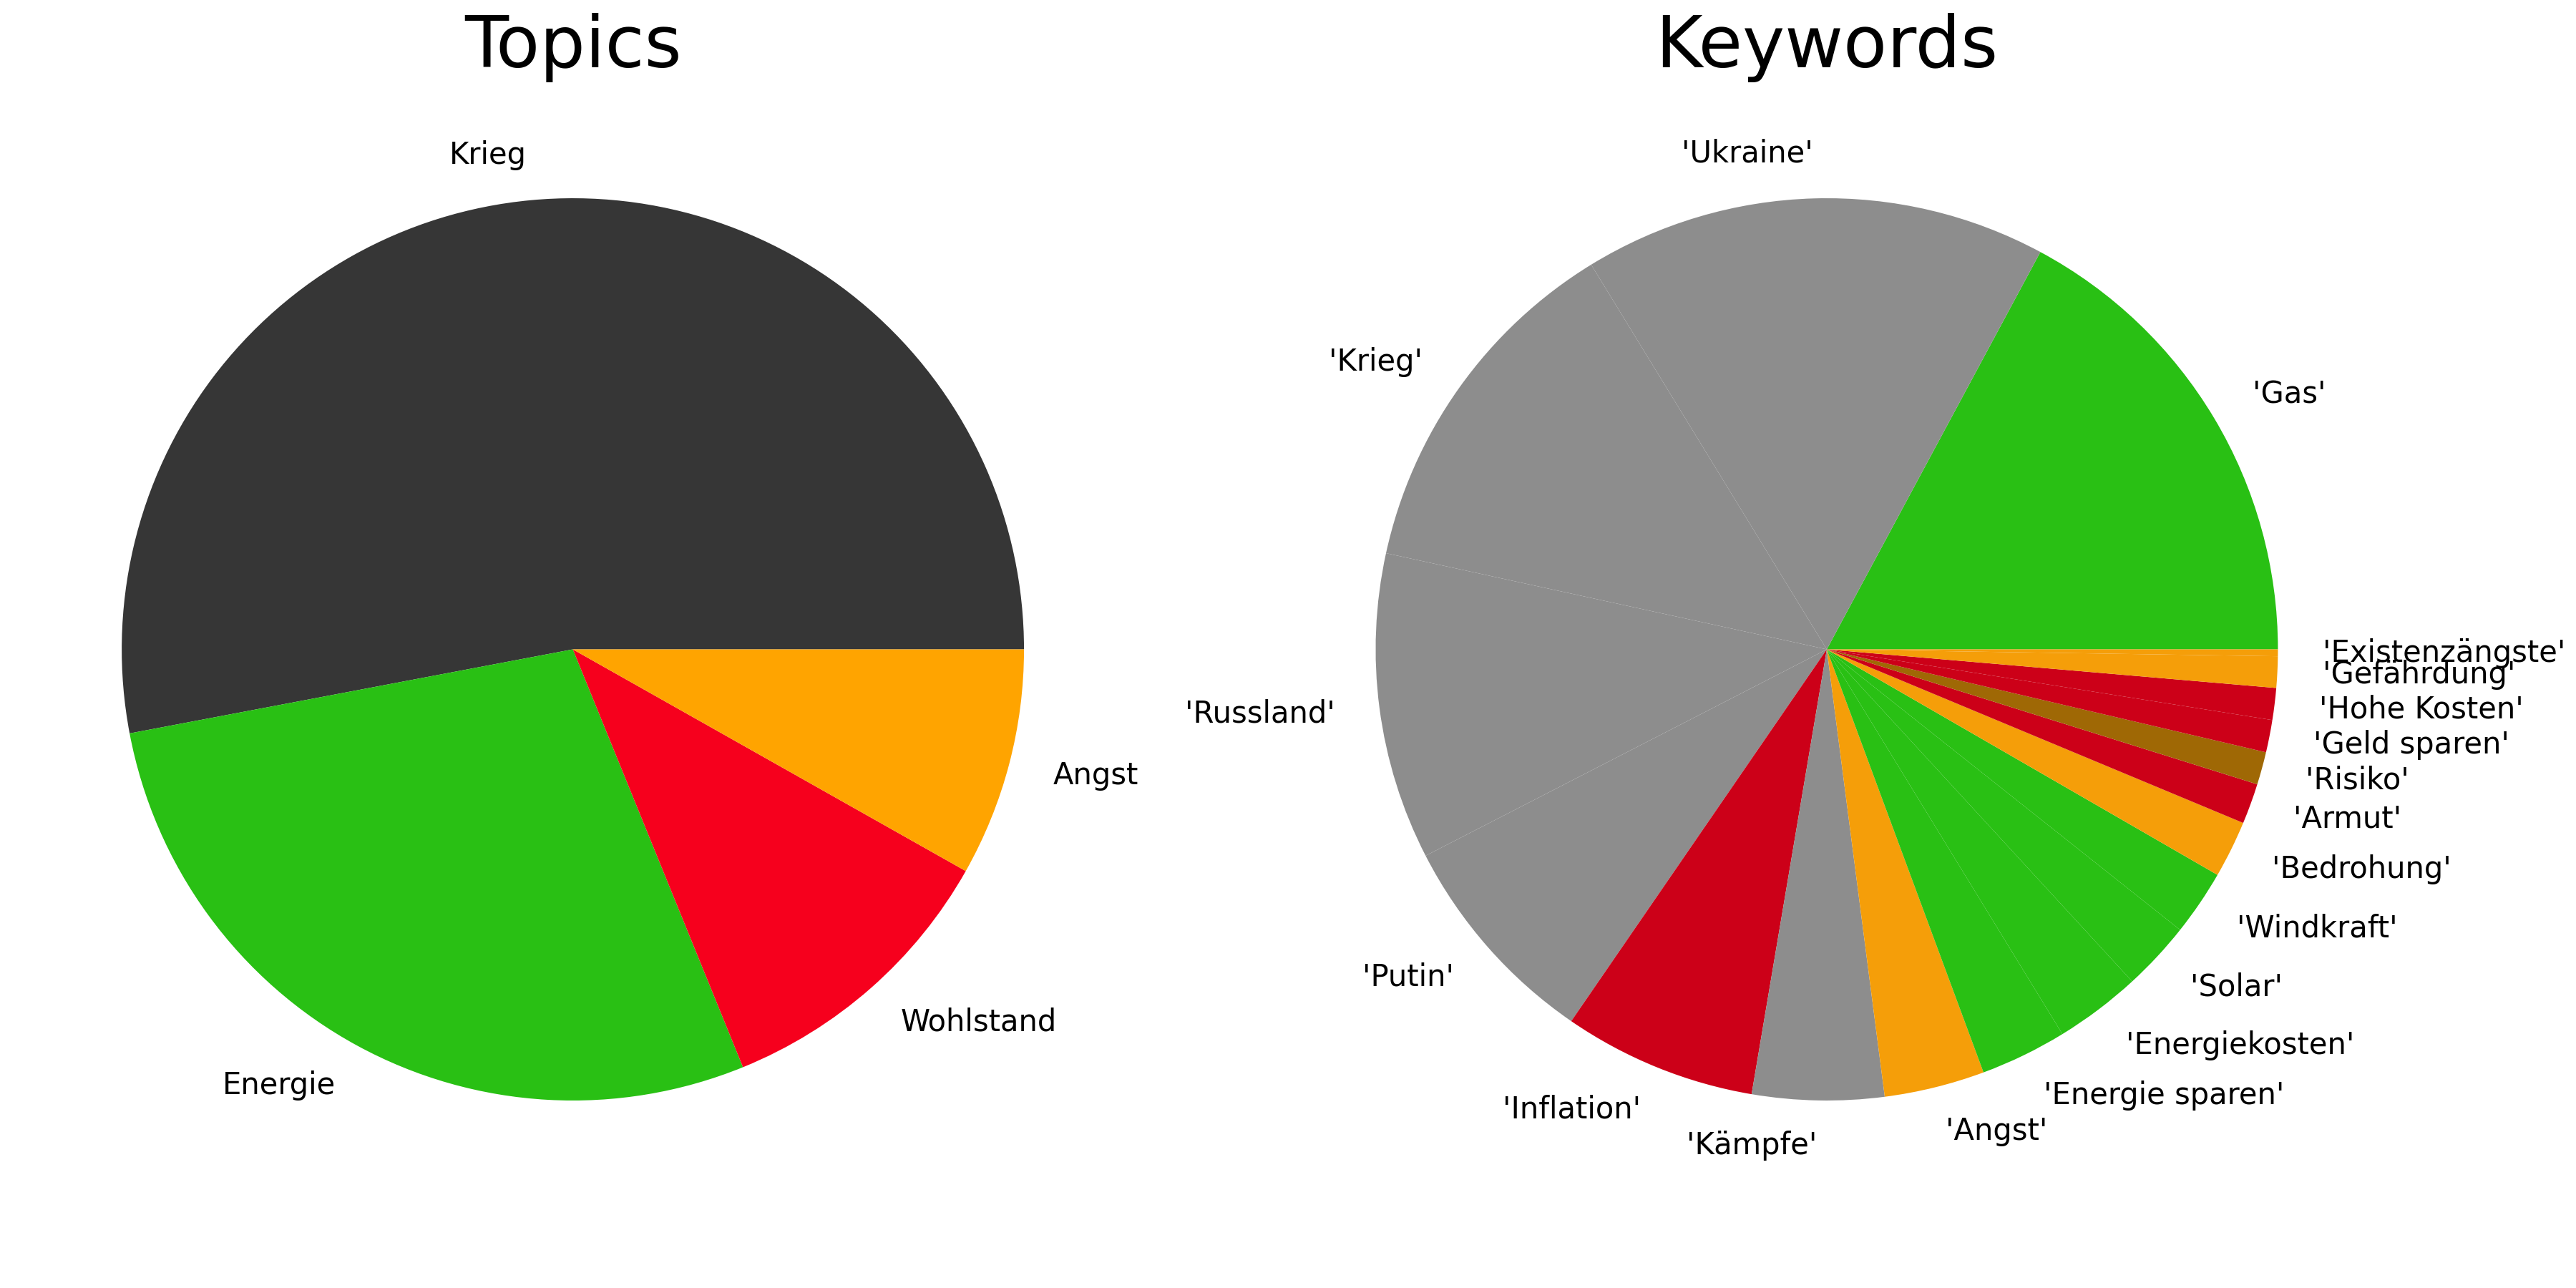 Topics
Krieg
Energie
Wohlstand
Angst
Keywords
'Gas'
'Ukraine'
'Krieg'
'Russland'
'Putin'
'Inflation'
'Kämpfe'
'Angst'
'Energie sparen'
'Energiekosten'
'Solar'
'Windkraft'
'Bedrohung'
'Armut'
'Risiko'
'Geld sparen'
'Hohe Kosten'
'Gefährdung'
'Existenzängste'